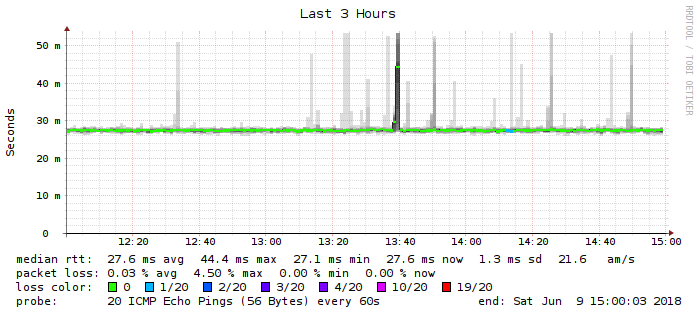 Last 3 Hours
RRDTOOL / TOBI OETIKER
Seconds
50 m
40 m
30 m
20 m
10 m
0
12:20 12:40 13:00 13:20 13:40 14:00 14:20 14:40 15:00
median rtt: 27.6 ms avg 44.4 ms max 27.1 ms min 27.6 ms now 1.3 ms sd 21.6 am/s
packet loss: 0.03 % avg 4.50 % max 0.00 % min 0.00 % now
loss color: 0 1/20 2/20 3/20 4/20 10/20 19/20
probe: 20 ICMP Echo Pings (56 Bytes) every 60s end: Sat Jun 9 15:00:03 2018